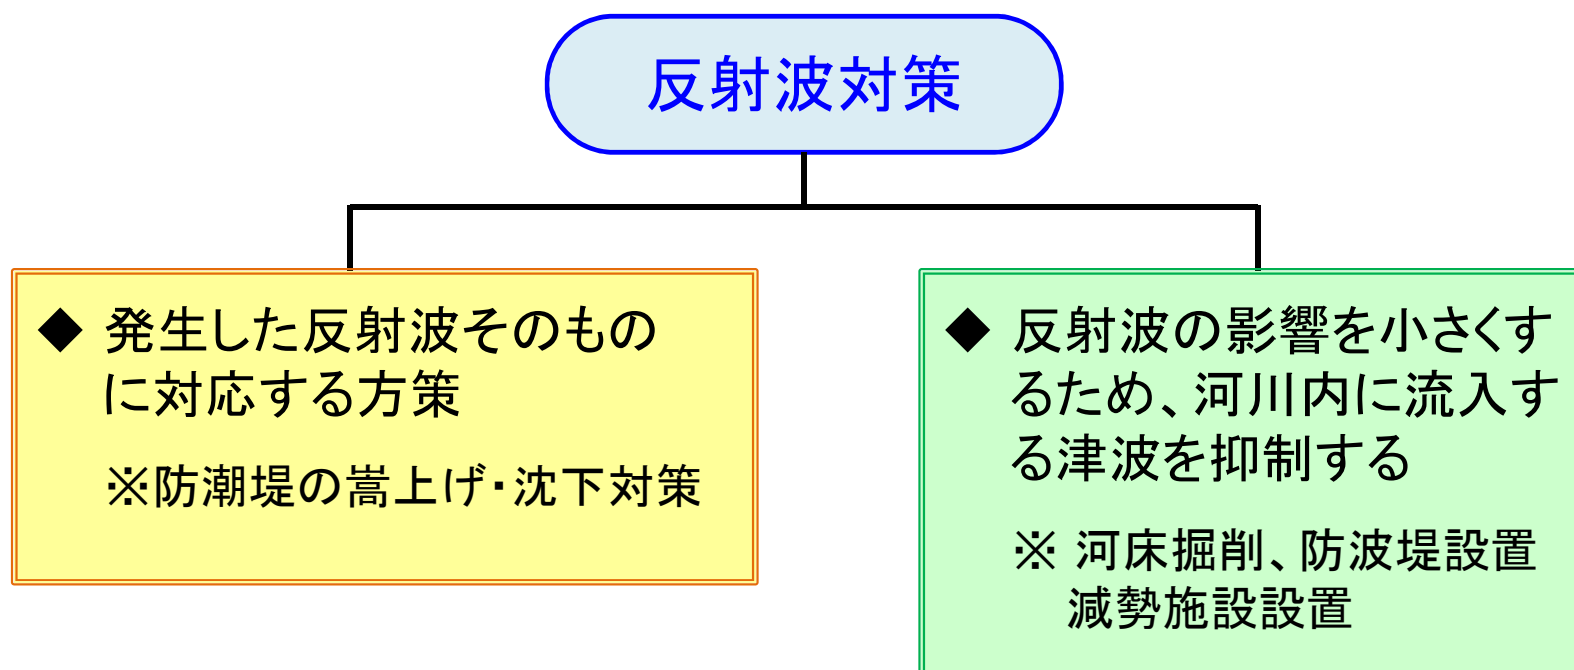 反射波対策
◆ 発生した反射波そのもの
に対応する方策
※防潮堤の嵩上げ・沈下対策
◆ 反射波の影響を小さくす
るため、河川内に流入す
る津波を抑制する
※ 河床掘削、防波堤設置
減勢施設設置